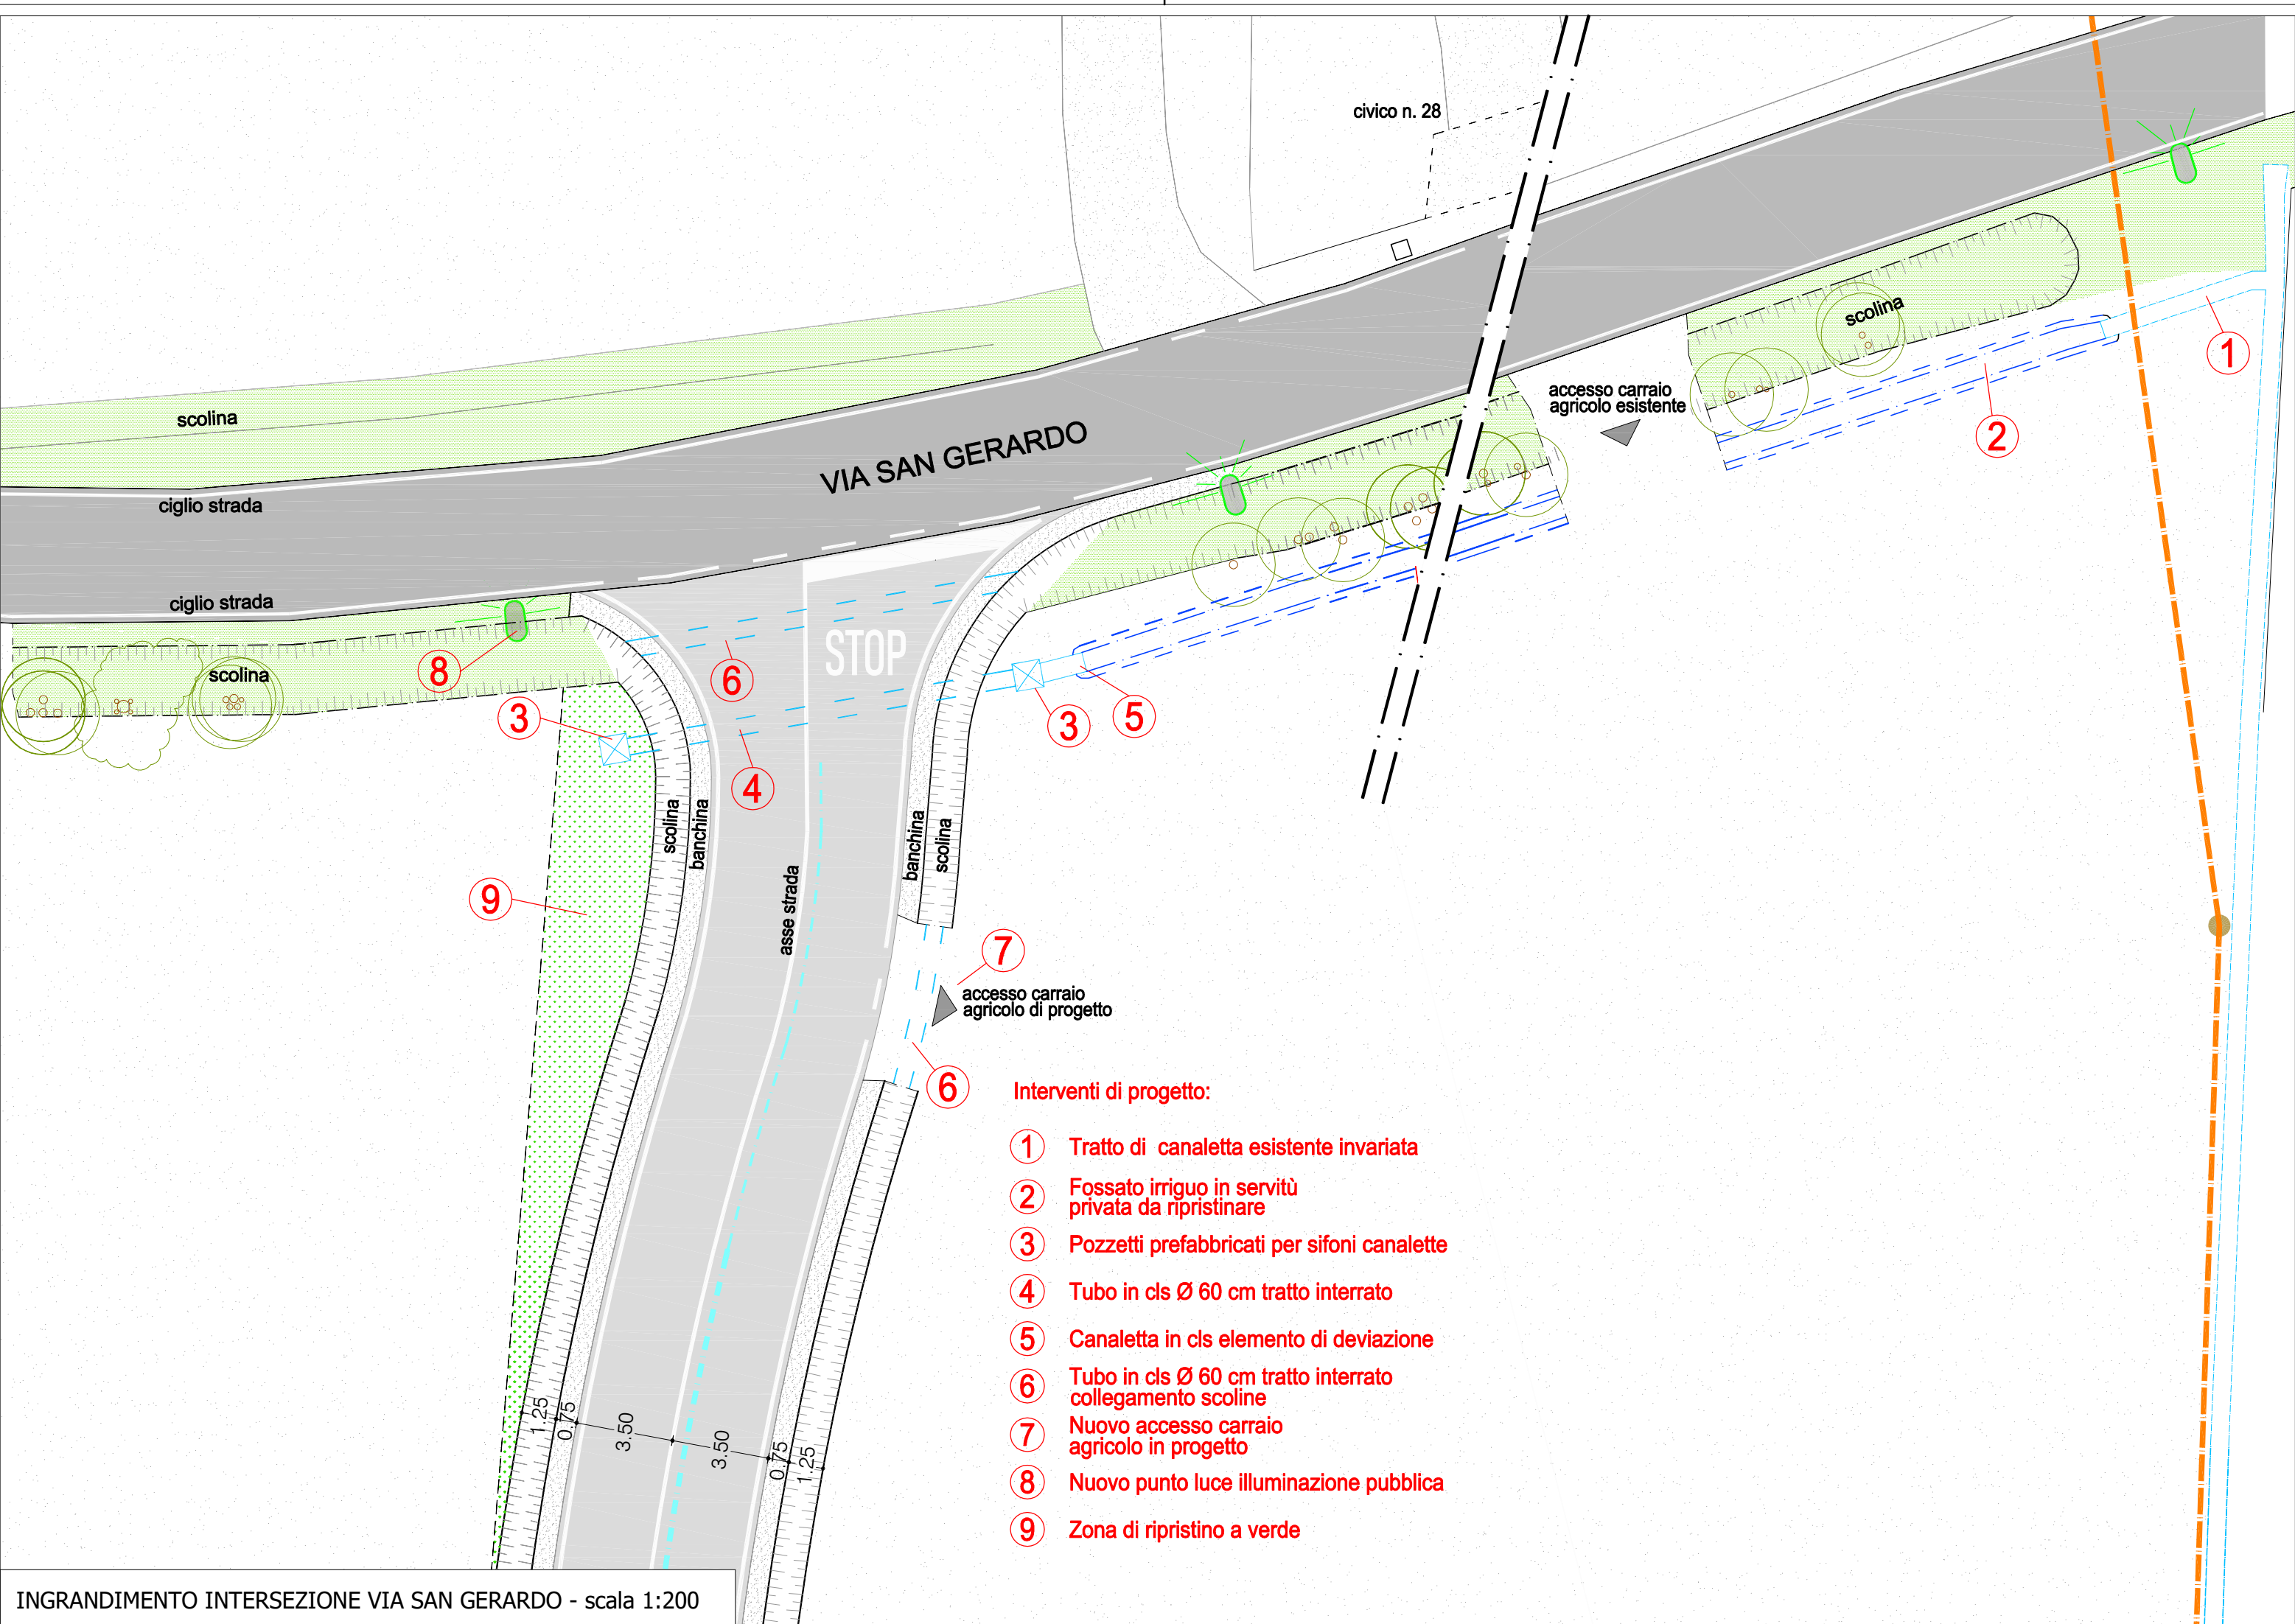 civico n. 28
scolina
1
accesso carraio
agricolo esistente
2
scolina
VIA SAN GERARDO
ciglio strada
ciglio strada
STOP
8
scolina
6
3
3
5
4
scolina
banchina
banchina
scolina
asse strada
9
7
accesso carraio
agricolo di progetto
6
Interventi di progetto:
1 Tratto di canaletta esistente invariata
2 Fossato irriguo in servitù
privata da ripristinare
3 Pozzetti prefabbricati per sifoni canalette
4 Tubo in cls Ø 60 cm tratto interrato
5 Canaletta in cls elemento di deviazione
6 Tubo in cls Ø 60 cm tratto interrato
collegamento scoline
7 Nuovo accesso carraio
agricolo in progetto
8 Nuovo punto luce illuminazione pubblica
9 Zona di ripristino a verde
1.25
0.75
3.50
3.50
0.75
1.25
INGRANDIMENTO INTERSEZIONE VIA SAN GERARDO - scala 1:200